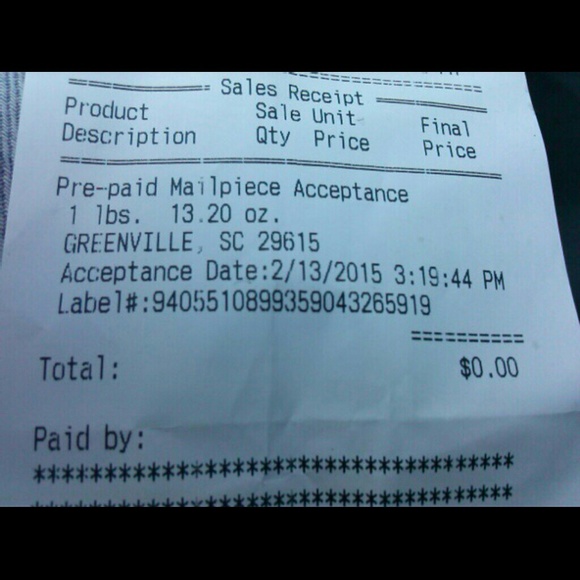 Sales Receipt
Product Sale Unit Final
Description Qty Price Price
Pre-paid Mailpiece Acceptance
1 lbs. 13.20 oz.
GREENVILLE, SC 29615
Acceptance Date:2/13/2015 3:19:44 PM
Label#:9405510899359043265919
==========
Total: $0.00
Paid by:
*********************************
*********************************